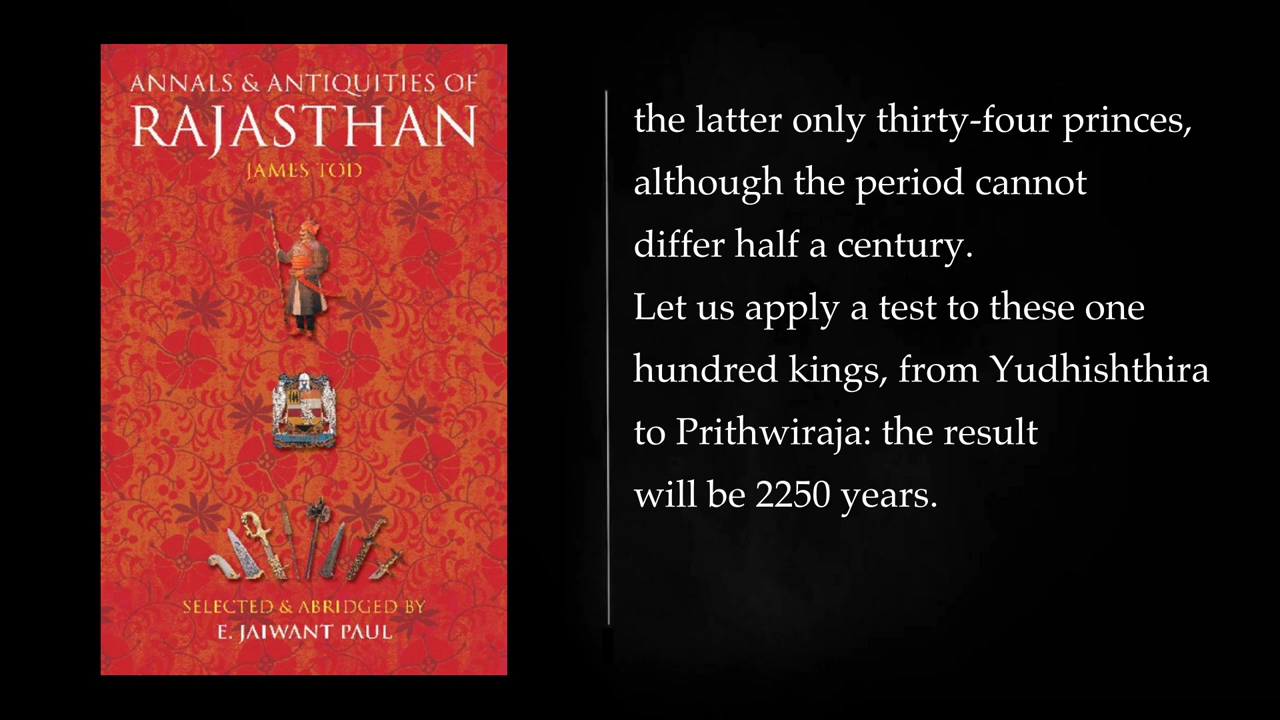 ANNALS & ANTIQUITIES OF
RAJASTHAN
JAMES TOD
SELECTED & ABRIDGED BY
E. JAIWANT PAUL
the latter only thirty-four princes,
although the period cannot
differ half a century.
Let us apply a test to these one
hundred kings, from Yudhishthira
to Prithwiraja: the result
will be 2250 years.